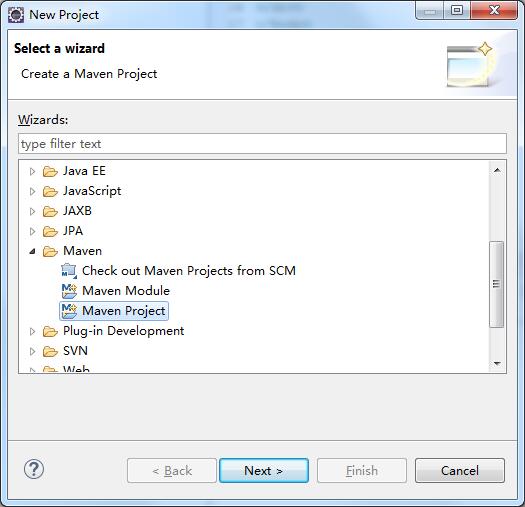 New Project
Select a wizard
Create a Maven Project
Wizards:
type filter text
Java EE
JavaScript
JAXB
JPA
Maven
Check out Maven Projects from SCM
Maven Module
Maven Project
Plug-in Development
SVN
Web
< Back
Next >
Finish
Cancel